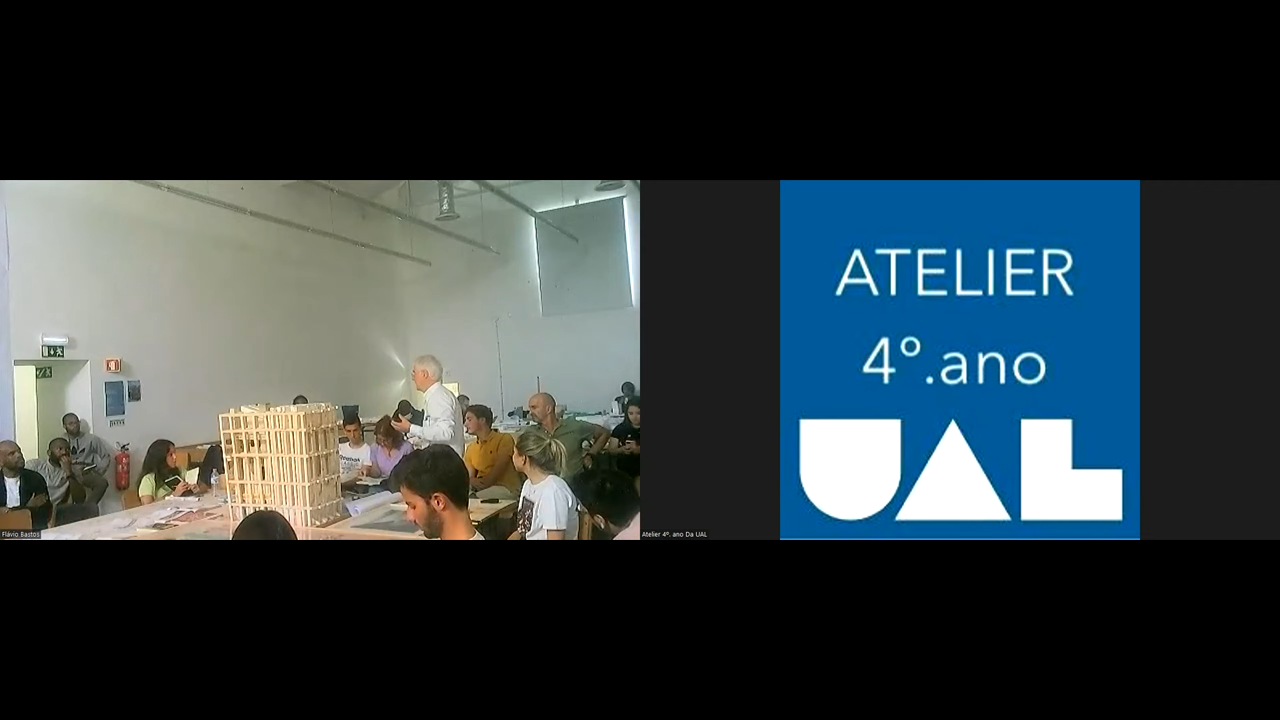 ATELIER
4º.ano
UAL
Flávio Bastos
Atelier 4º. ano Da UAL